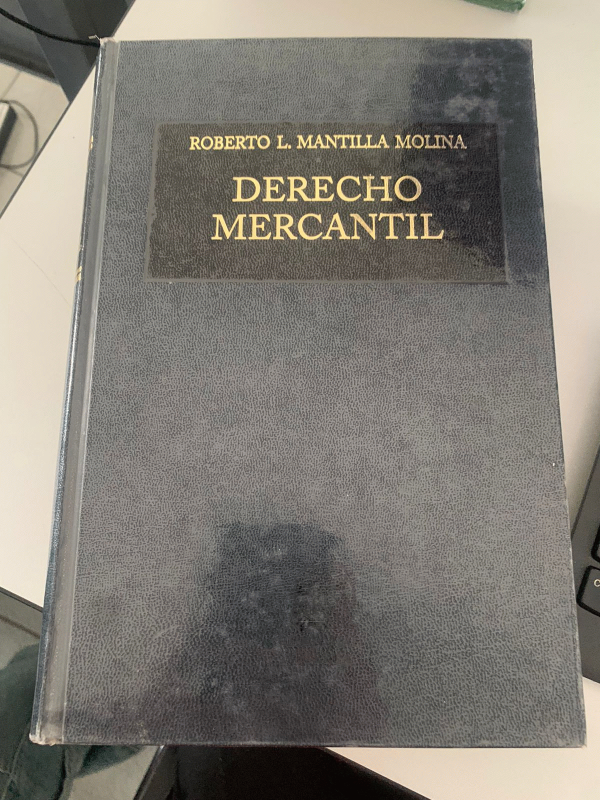 ROBERTO L. MANTILLA MOLINA
DERECHO
MERCANTIL